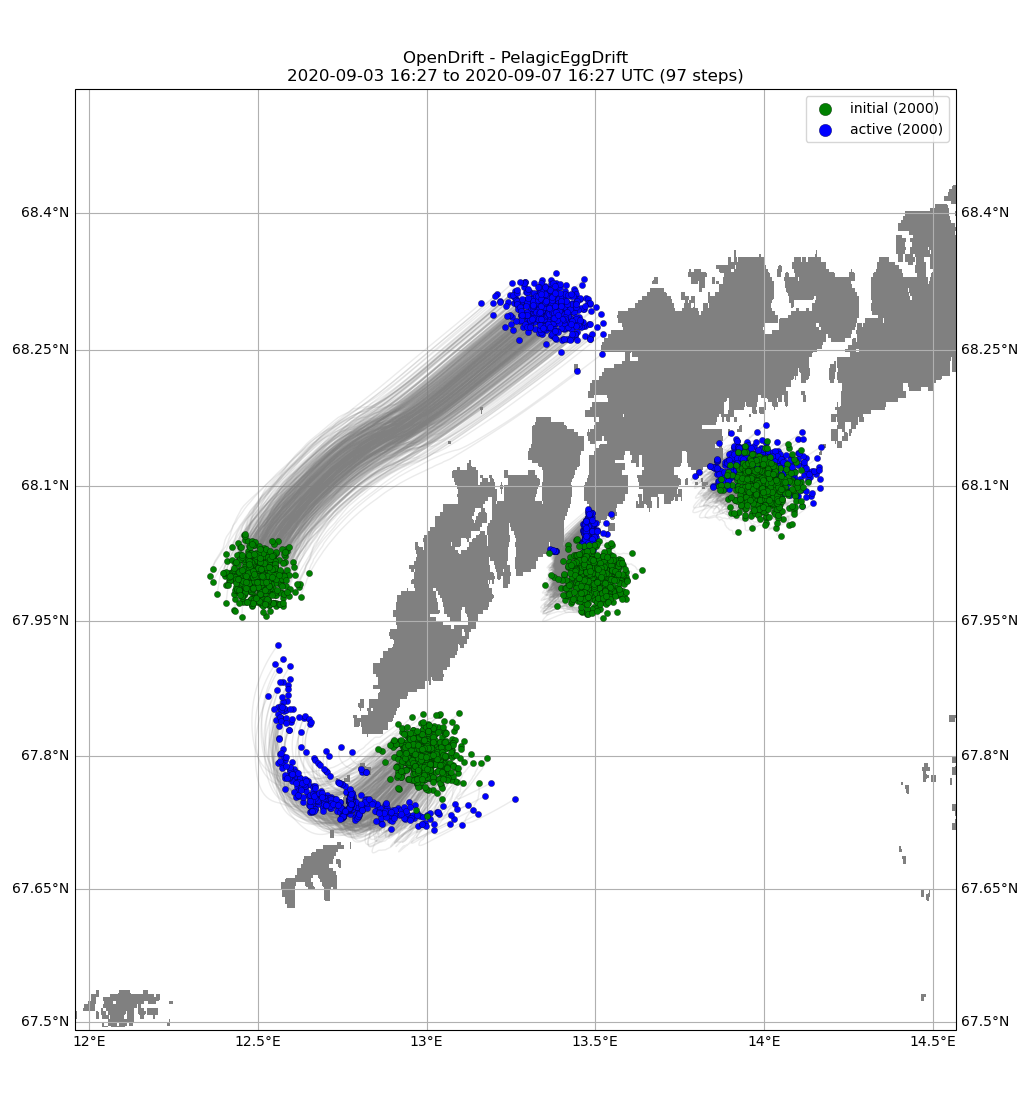 OpenDrift - PelagicEggDrift
2020-09-03 16:27 to 2020-09-07 16:27 UTC (97 steps)
initial (2000)
active (2000)
68.4°N 68.4°N
68.25°N 68.25°N
68.1°N 68.1°N
67.95°N 67.95°N
67.8°N 67.8°N
67.65°N 67.65°N
67.5°N 67.5°N
12°E 12.5°E 13°E 13.5°E 14°E 14.5°E